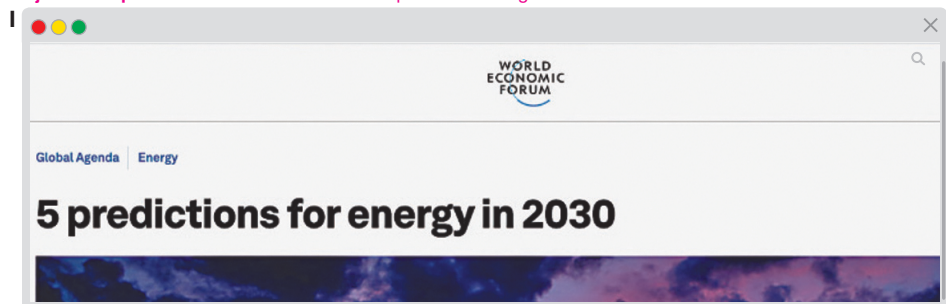 I
WORLD
ECONOMIC
FORUM
Global Agenda Energy
5 predictions for energy in 2030